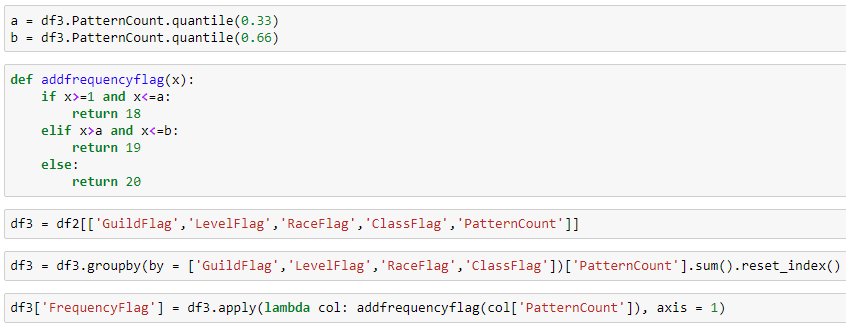 a = df3.PatternCount.quantile(0.33)
b = df3.PatternCount.quantile(0.66)
def addfrequencyflag(x):
    if x>=1 and x<=a:
        return 18
    elif x>a and x<=b:
        return 19
    else:
        return 20
df3 = df2[['GuildFlag','LevelFlag','RaceFlag','ClassFlag','PatternCount']]
df3 = df3.groupby(by = ['GuildFlag','LevelFlag','RaceFlag','ClassFlag'])['PatternCount'].sum().reset_index()
df3['FrequencyFlag'] = df3.apply(lambda col: addfrequencyflag(col['PatternCount']), axis = 1)